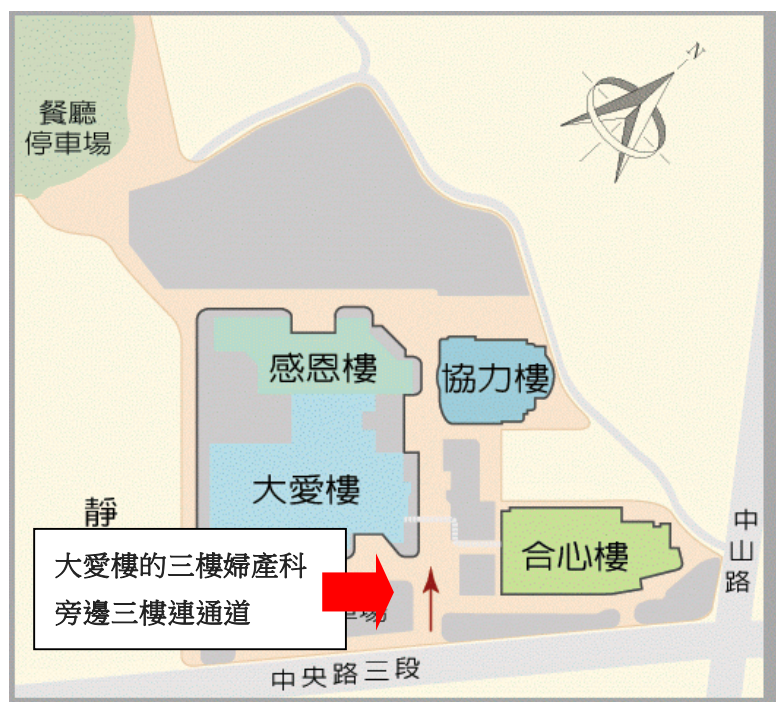 N
餐廳
停車場
感恩樓
協力樓
大愛樓
靜
合心樓
中山路
大愛樓的三樓婦產科
旁邊三樓連通道
場
中央路三段